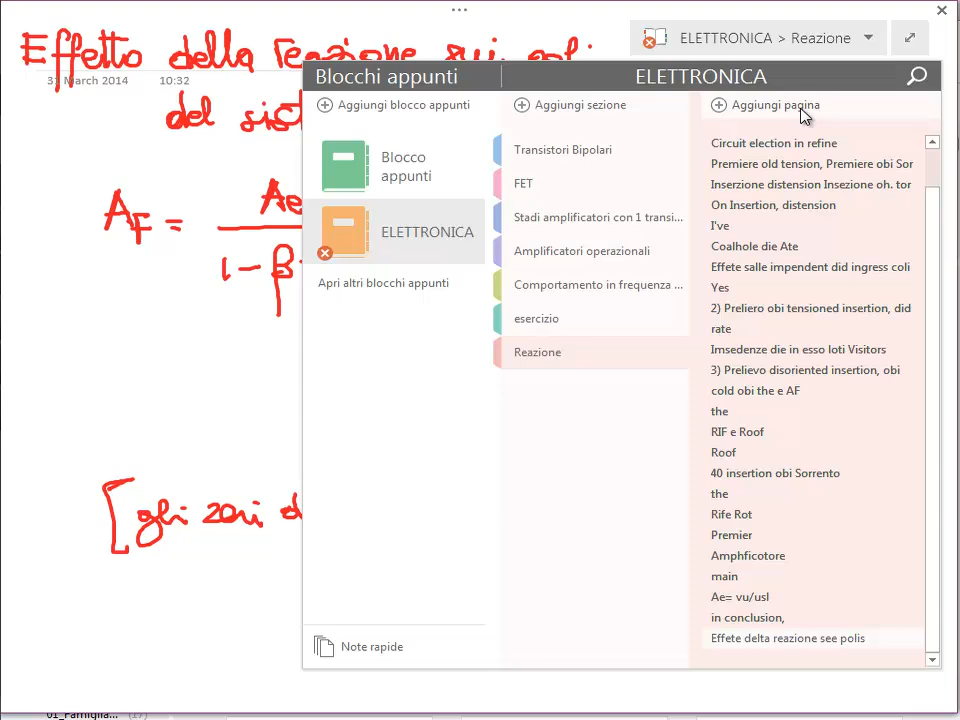 Effetto della reazione sui poli
ELETTRONICA > Reazione
31 March 2014 10:32
del sist
Blocchi appunti
ELETTRONICA
Aggiungi blocco appunti
Aggiungi sezione
Aggiungi pagina
Blocco appunti
ELETTRONICA
Apri altri blocchi appunti
Note rapide
Transistori Bipolari
FET
Stadi amplificatori con 1 transi...
Amplificatori operazionali
Comportamento in frequenza ...
esercizio
Reazione
Circuit election in refine
Premiere old tension, Premiere obi Sor
Inserzione distension Insezione oh. tor
On Insertion, distension
I've
Coalhole die Ate
Effete salle impendent did ingress coli
Yes
2) Preliero obi tensioned insertion, did
rate
Imsedenze die in esso loti Visitors
3) Prelievo disoriented insertion, obi
cold obi the e AF
the
RIF e Roof
Roof
40 insertion obi Sorrento
the
Rife Rot
Premier
Amphficotore
main
Ae= vu/usl
in conclusion,
Effete delta reazione see polis
A_F = Ae
1 - β
[gli zeri d
01_Famiglia... (17)